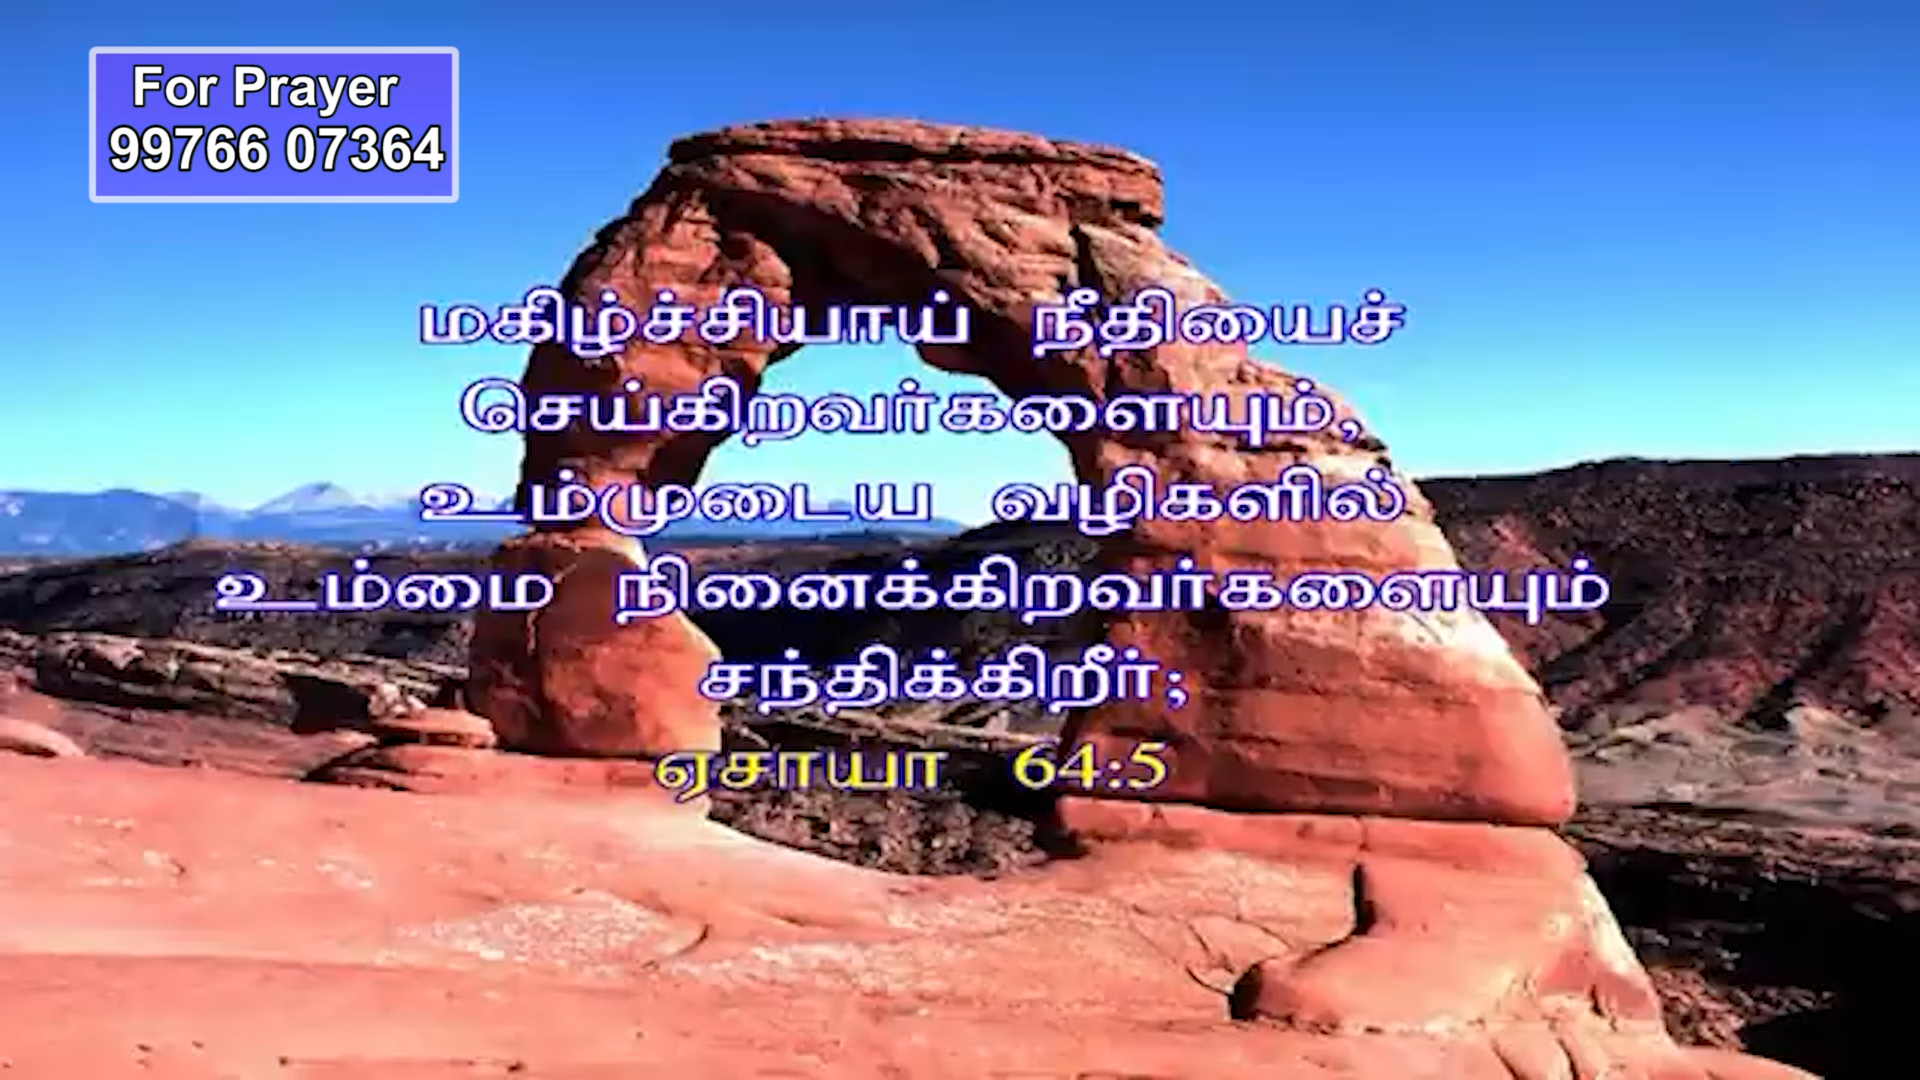 For Prayer
99766 07364
மகிழ்ச்சியாய் நீதியைச்
செய்கிறவர்களையும்,
உம்முடைய வழிகளில்
உம்மை நினைக்கிறவர்களையும்
சந்திக்கிறீர்;
ஏசாயா 64:5